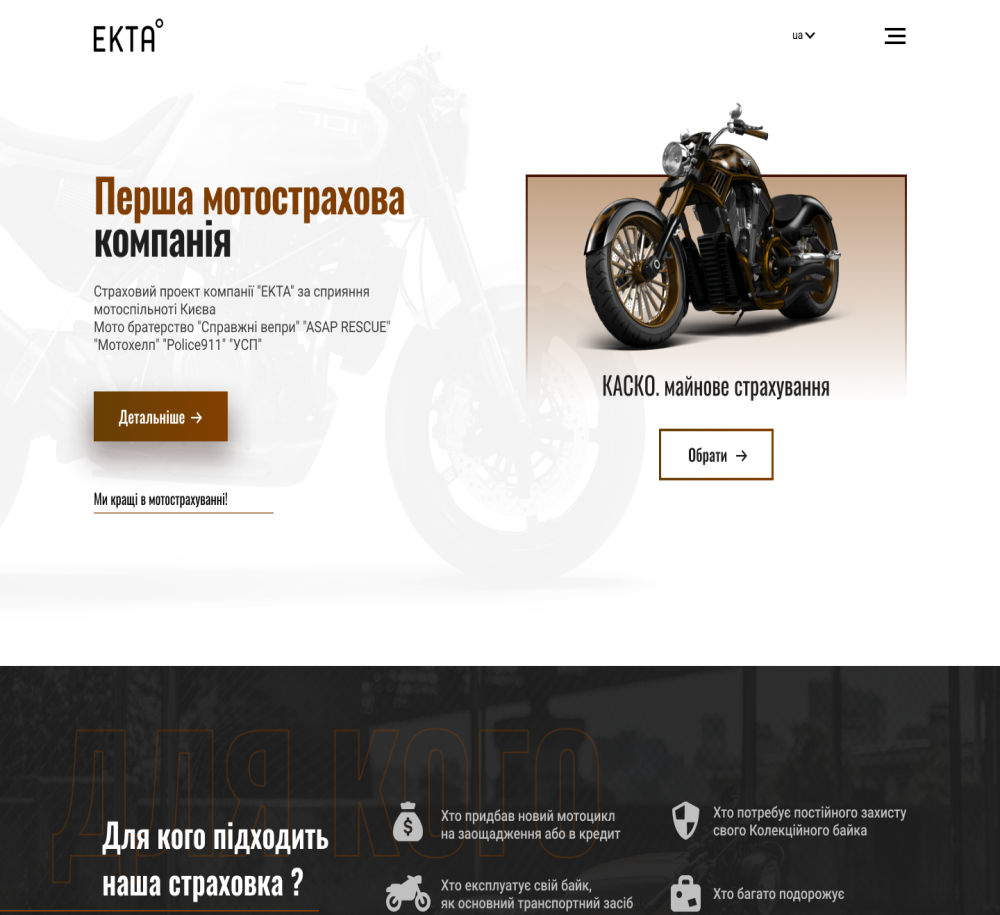 ЕКТА°
ua
701
Перша мотострахова
компанія
Страховий проект компанії "ЕКТА" за сприяння
мотоспільноті Києва
Мото братерство "Справжні вепри" "ASAP RESCUE"
"Мотохелп" "Police911" "УСП"
Детальніше →
Ми кращі в мотострахуванні!
КАСКО. майнове страхування
Обрати →
ДЛЯ КОГО
Для кого підходить
наша страховка ?
Хто придбав новий мотоцикл
на заощадження або в кредит
Хто потребує постійного захисту
свого Колекційного байка
Хто експлуатує свій байк,
як основний транспортний засіб
Хто багато подорожує